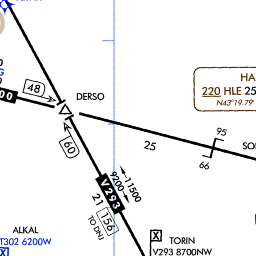 48
DERSO
00
60
25
HA
220 HLE 25
N43°19.79'
95
66
SO
9200
11500
V293
21
156
TO DNJ
ALKAL
T302 6200W
X
TORIN
V293 8700NW
X